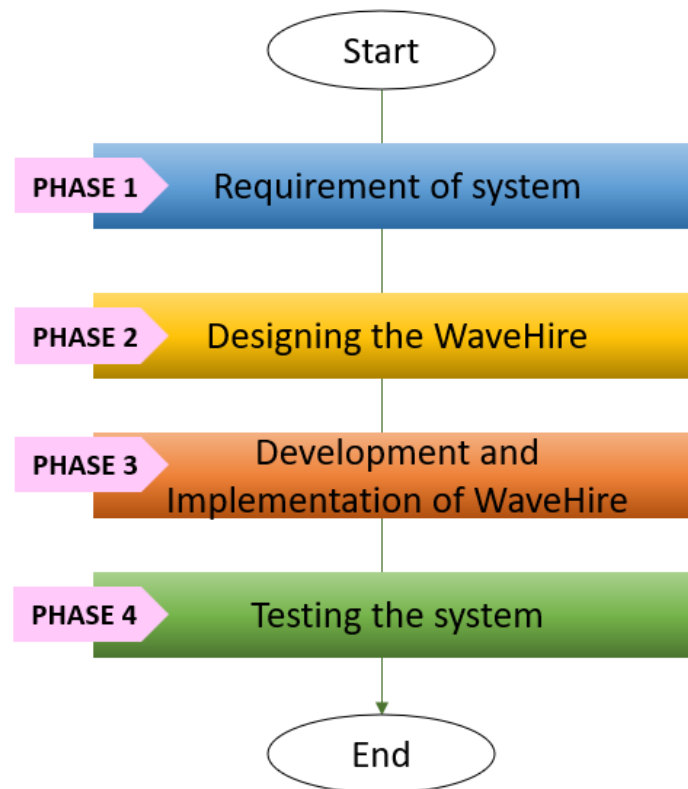 Start
PHASE 1
Requirement of system
PHASE 2
Designing the WaveHire
PHASE 3
Development and
Implementation of WaveHire
PHASE 4
Testing the system
End